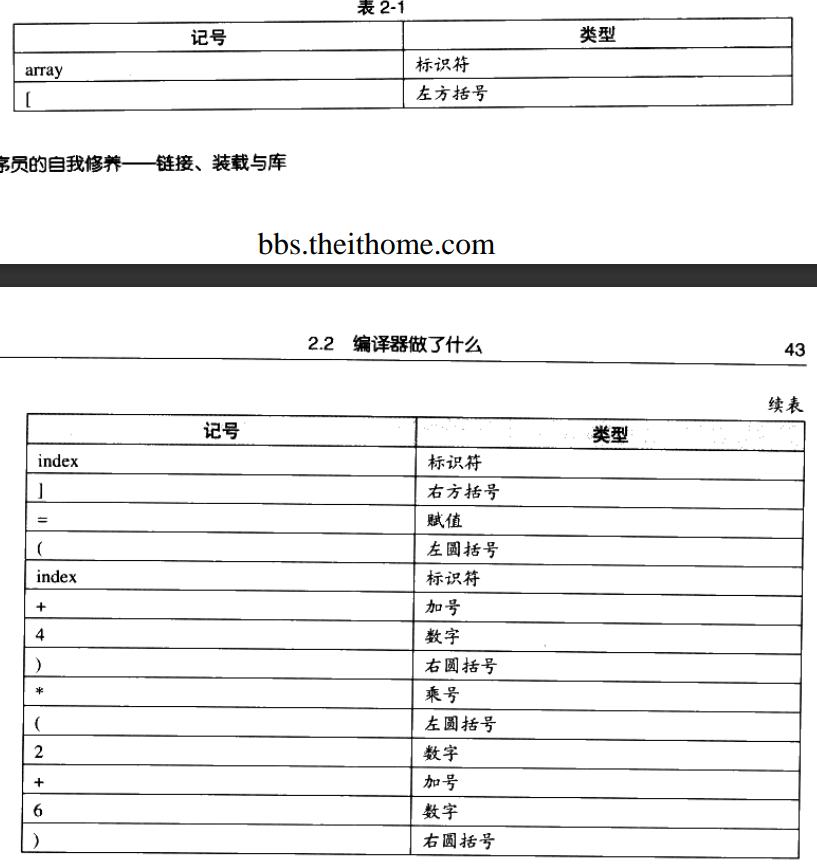 表 2-1
记号 类型
array 标识符
[ 左方括号
序员的自我修养——链接、装载与库
bbs.theithome.com
2.2 编译器做了什么 43
续表
记号 类型
index 标识符
] 右方括号
= 赋值
( 左圆括号
index 标识符
+ 加号
4 数字
) 右圆括号
* 乘号
( 左圆括号
2 数字
+ 加号
6 数字
) 右圆括号